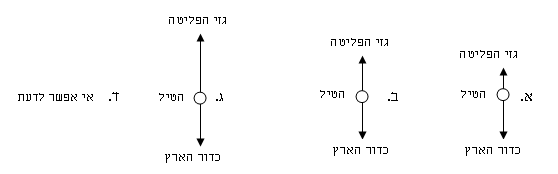 א.
גזי הפליטה
הטיל
כדור הארץ
ב.
גזי הפליטה
הטיל
כדור הארץ
ג.
גזי הפליטה
הטיל
כדור הארץ
ד. אי אפשר לדעת